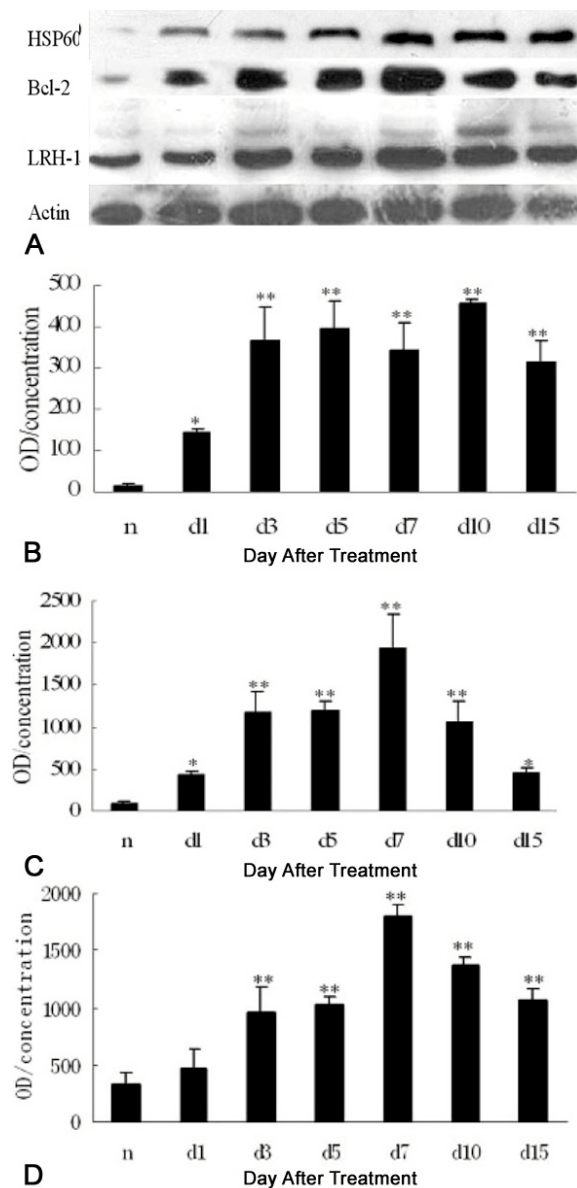 HSP60
Bcl-2
LRH-1
Actin
A
500
400
300
200
100
0
OD/concentration
* ** ** ** ** **
n d1 d3 d5 d7 d10 d15
Day After Treatment
B
2500
2000
1500
1000
500
0
OD/concentration
* ** ** ** ** *
n d1 d3 d5 d7 d10 d15
Day After Treatment
C
2000
1500
1000
500
0
OD/concentration
** ** ** ** **
n d1 d3 d5 d7 d10 d15
Day After Treatment
D